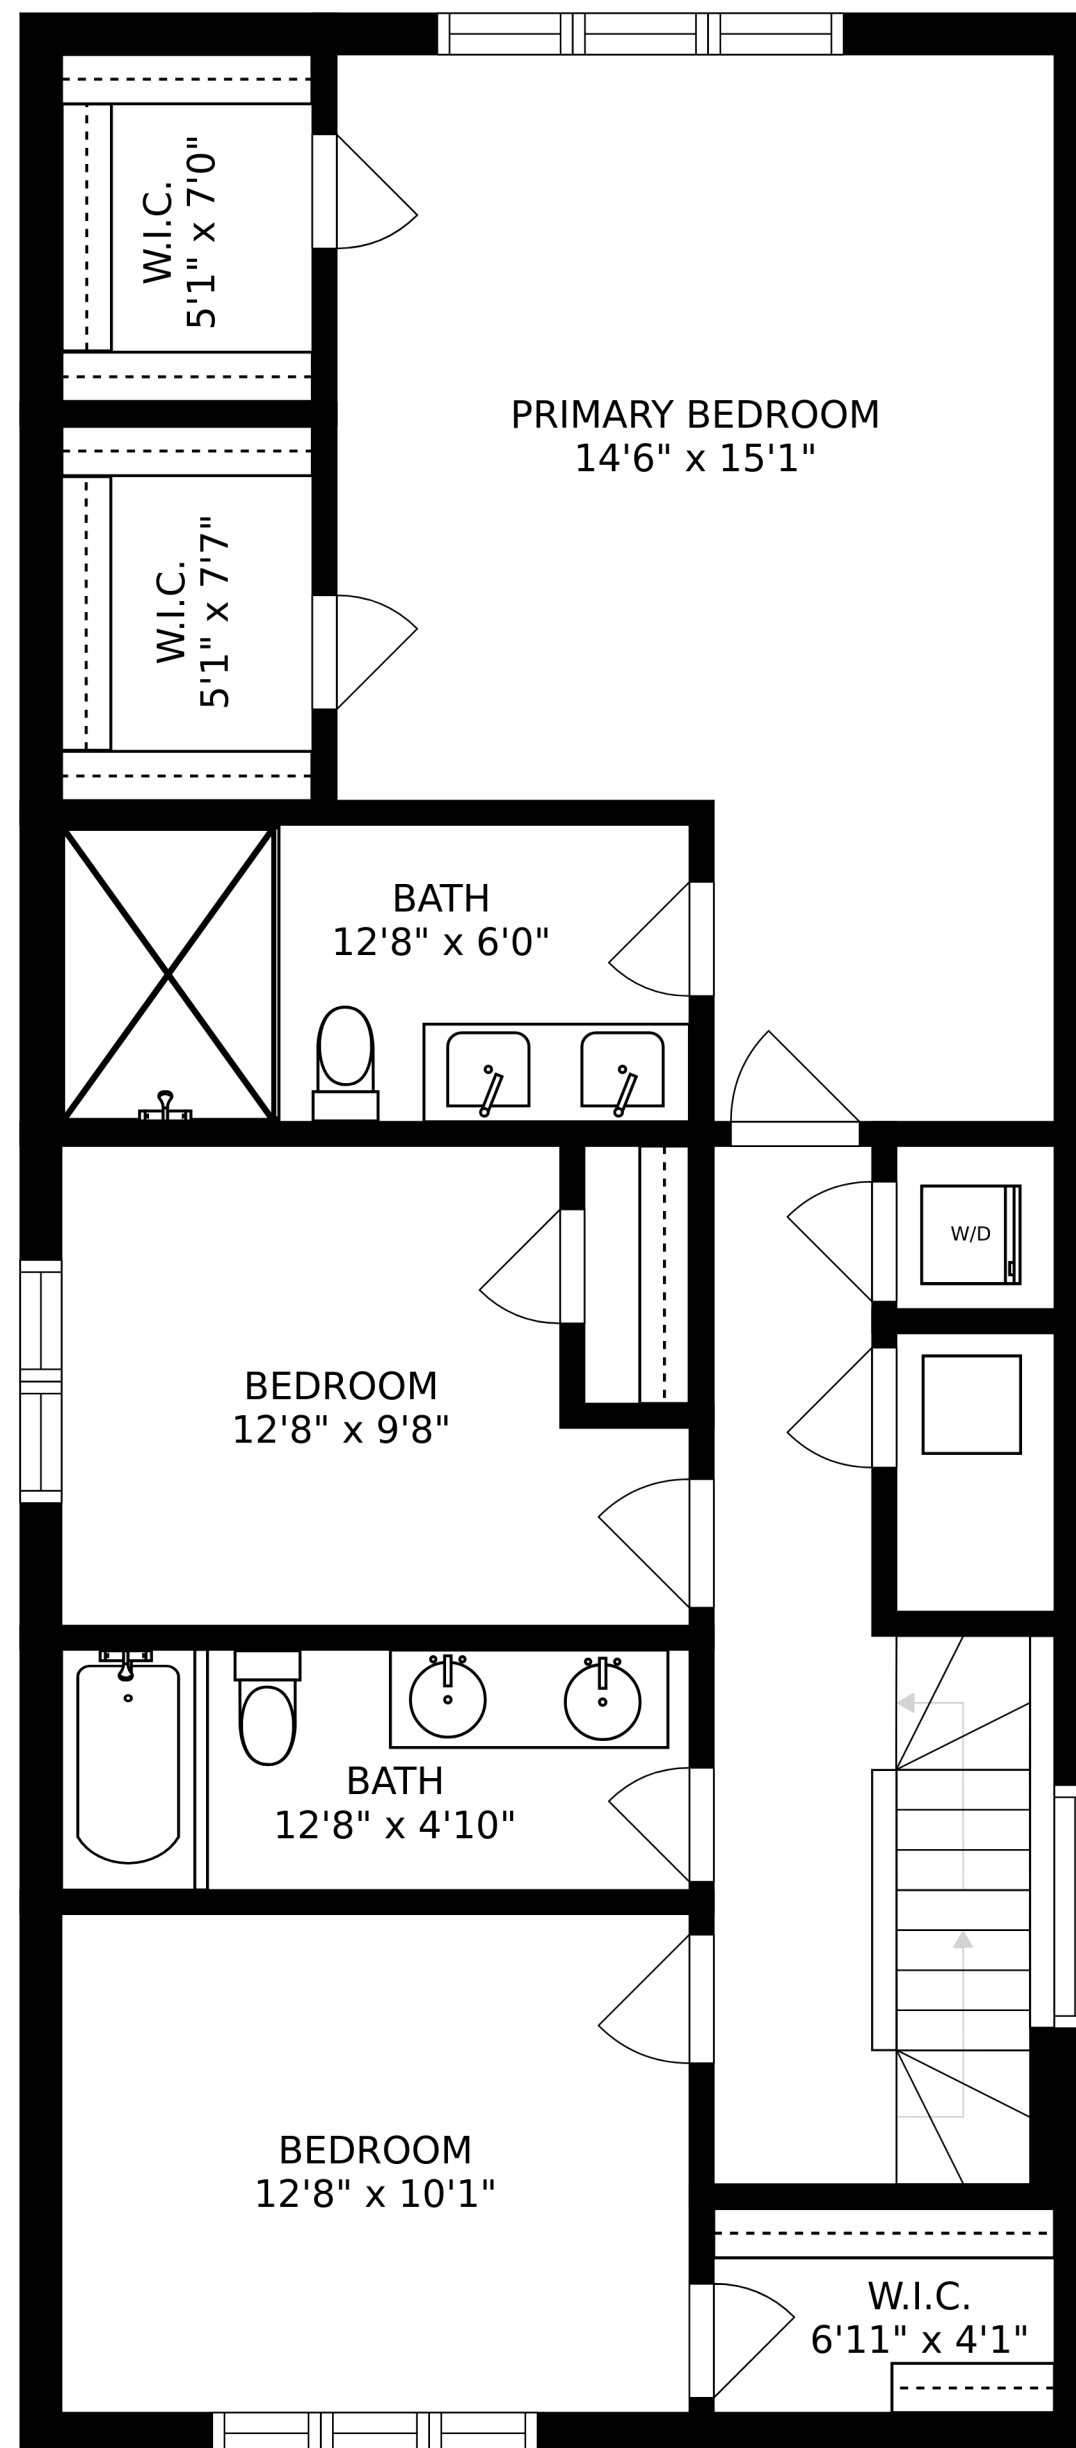 W.I.C.
5'1" x 7'0"
PRIMARY BEDROOM
14'6" x 15'1"
W.I.C.
5'1" x 7'7"
BATH
12'8" x 6'0"
W/D
BEDROOM
12'8" x 9'8"
BATH
12'8" x 4'10"
BEDROOM
12'8" x 10'1"
W.I.C.
6'11" x 4'1"